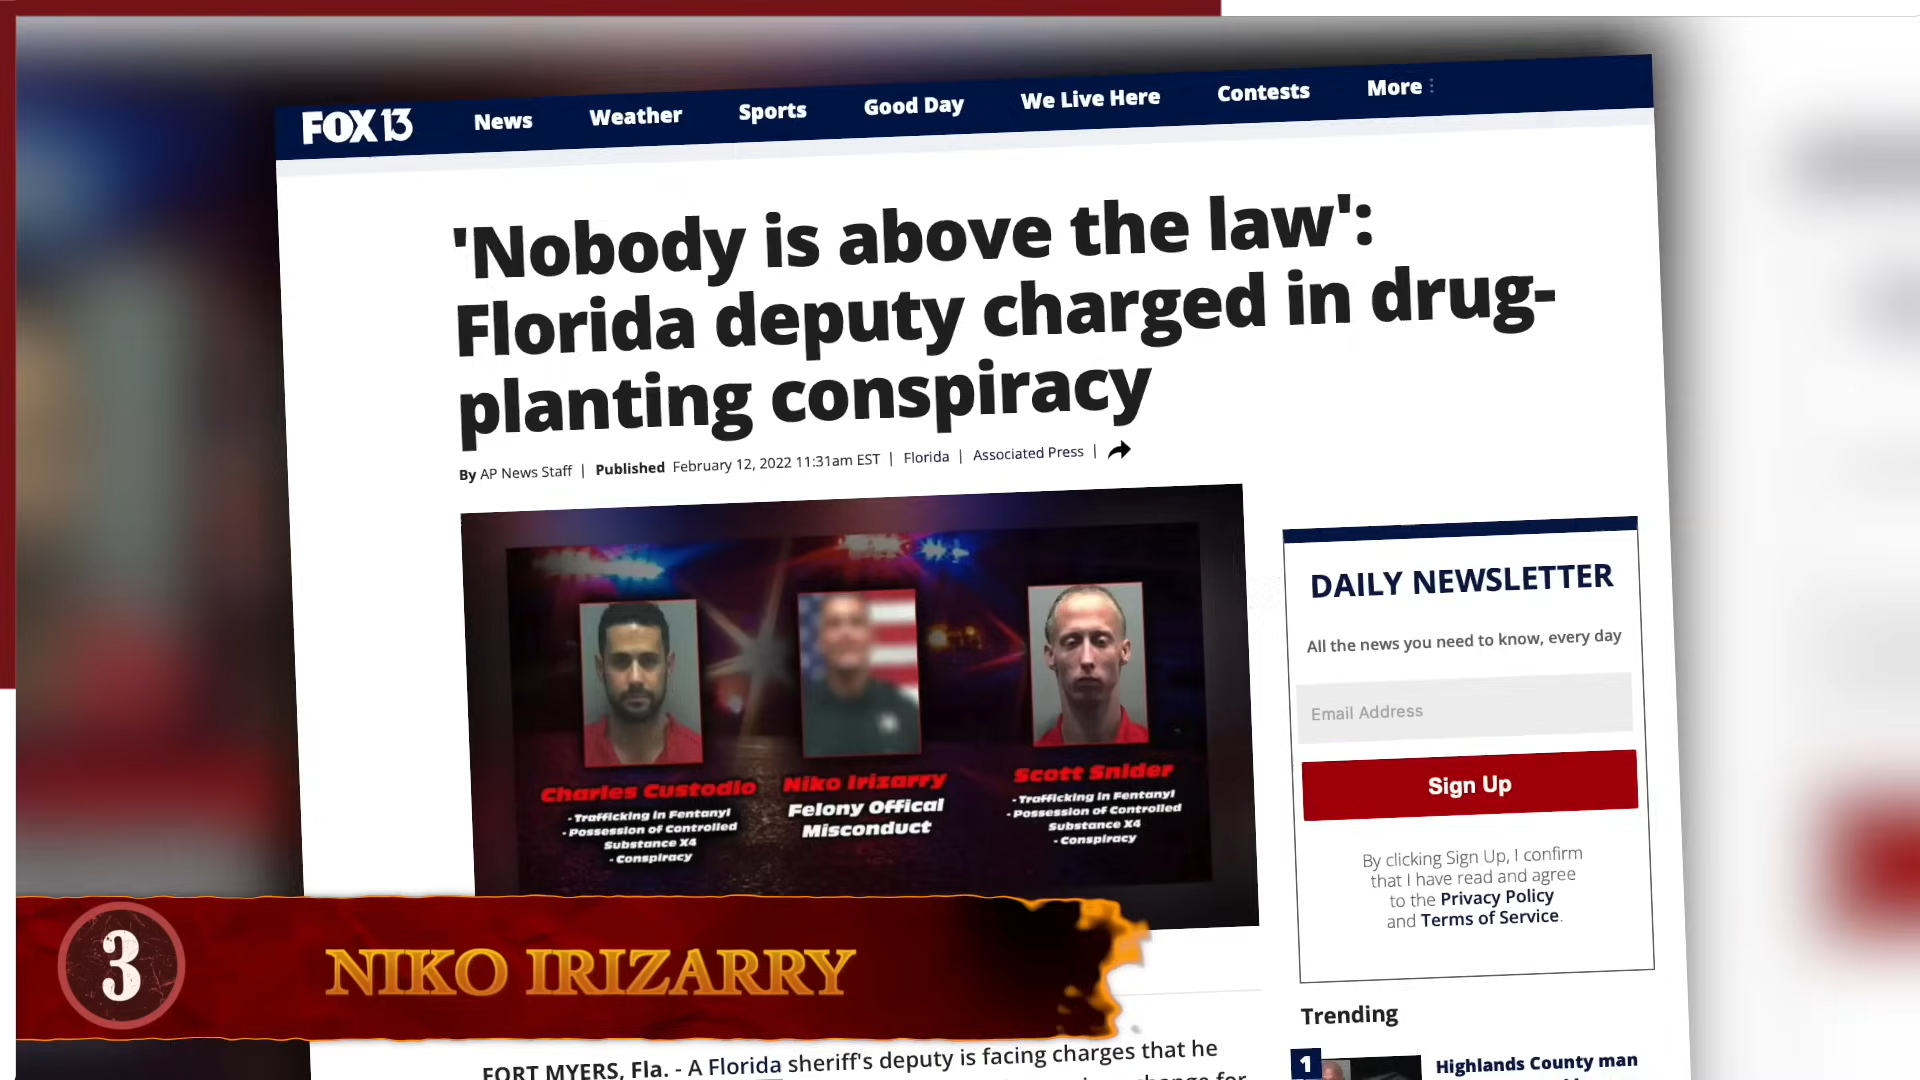 FOX 13
News
Weather
Sports
Good Day
We Live Here
Contests
More
'Nobody is above the law':
Florida deputy charged in drug-
planting conspiracy
By AP News Staff | Published February 12, 2022 11:31am EST | Florida | Associated Press |
Charles Custodio
- Trafficking in Fentanyl
- Possession of Controlled
Substance X4
- Conspiracy
Niko Irizarry
Felony Offical
Misconduct
Scott Snider
- Trafficking in Fentanyl
- Possession of Controlled
Substance X4
- Conspiracy
DAILY NEWSLETTER
All the news you need to know, every day
Email Address
Sign Up
By clicking Sign Up, I confirm
that I have read and agree
to the Privacy Policy
and Terms of Service.
Trending
1
Highlands County man
3
NIKO IRIZARRY
FORT MYERS, Fla. - A Florida sheriff's deputy is facing charges that he